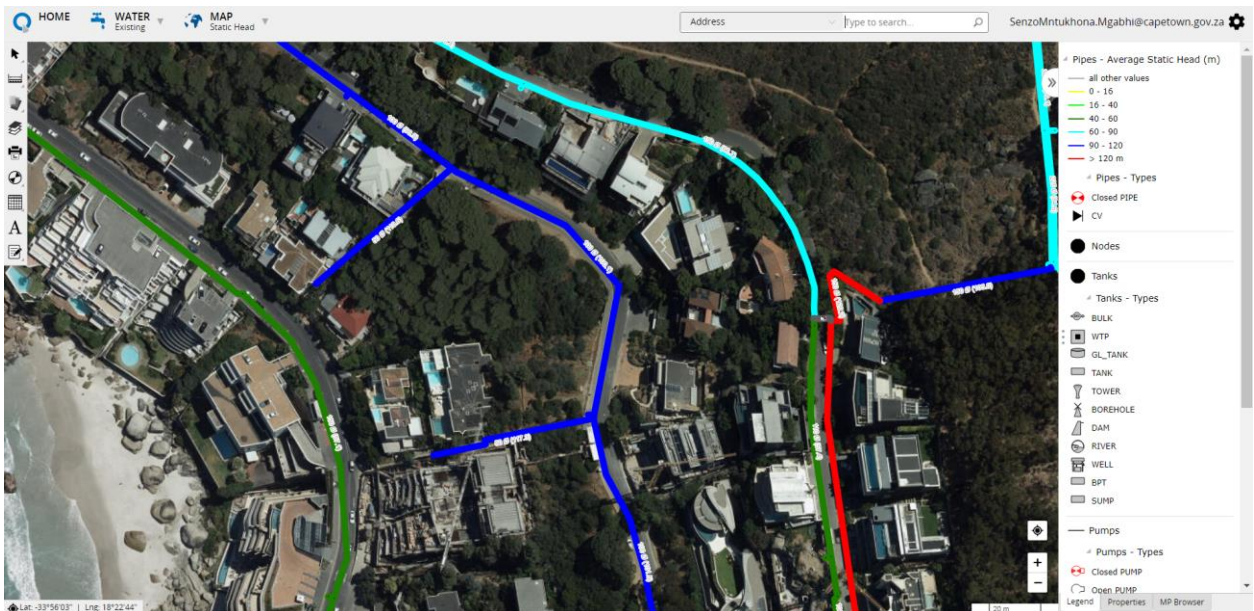 HOME
WATER
Existing
MAP
Static Head
Address
Type to search...
SenzoMntukhona.Mgabhi@capetown.gov.za
Pipes - Average Static Head (m)
all other values
0 - 16
16 - 40
40 - 60
60 - 90
90 - 120
> 120 m
Pipes - Types
Closed PIPE
CV
Nodes
Tanks
Tanks - Types
BULK
WTP
GL_TANK
TANK
TOWER
BOREHOLE
DAM
RIVER
WELL
BPT
SUMP
Pumps
Pumps - Types
Closed PUMP
Open PUMP
Legend Properties MP Browser
A
Lat: -33°56'03" | Lng: 18°22'44"
20 m